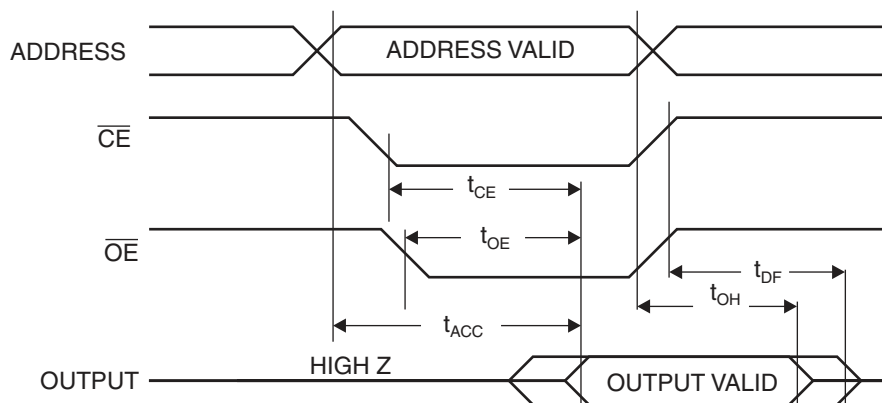 ADDRESS
ADDRESS VALID
CE
tCE
OE
tOE
tDF
tOH
tACC
HIGH Z
OUTPUT
OUTPUT VALID